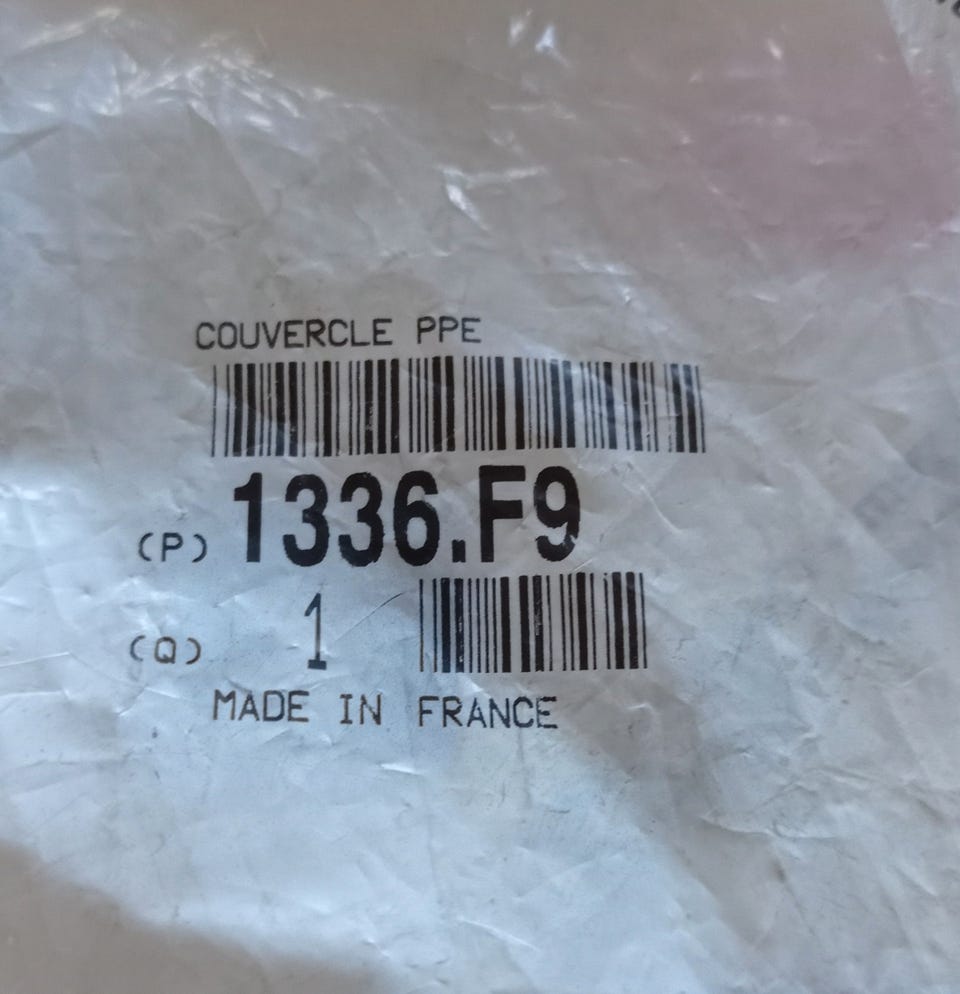 COUVERCLE PPE
(P) 1336.F9
(Q) 1
MADE IN FRANCE